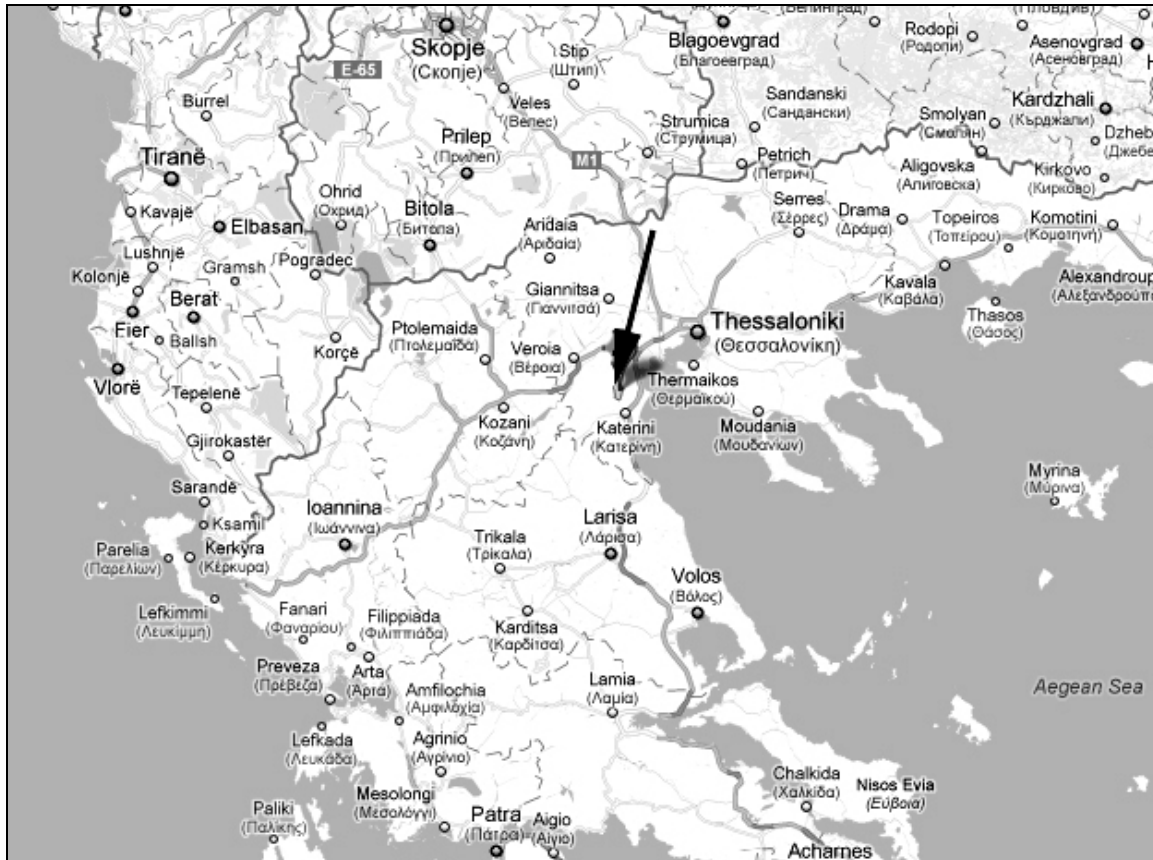 Skopje
(Скопје)
E-65
Stip
(Штип)
Blagoevgrad
(Благоевград)
Rodopi
(Родопи)
Asenovgrad
(Асеновград)
Burrel
Veles
(Велес)
Sandanski
(Сандански)
Smolyan
(Смолян)
Kardzhali
(Кърджали)
Prilep
(Прилеп)
Strumica
(Струмица)
Tiranë
M1
Petrich
(Петрич)
Aligovska
(Алиговска)
Kirkovo
(Кирково)
Ohrid
(Охрид)
Kavajë
Bitola
(Битола)
Elbasan
Aridaia
(Αριδαία)
Serres
(Σέρρες)
Drama
(Δράμα)
Topeiros
(Τοπείρου)
Komotini
(Κομοτηνή)
Lushnjë
Kolonjë
Gramsh
Pogradec
Giannitsa
(Γιαννιτσά)
Kavala
(Καβάλα)
Berat
Fier
Ballsh
Korçë
Ptolemaida
(Πτολεμαΐδα)
Veroia
(Βέροια)
Thessaloniki
(Θεσσαλονίκη)
Thasos
(Θάσος)
Vlorë
Tepelenë
Thermaikos
(Θερμαϊκού)
Kozani
(Κοζάνη)
Katerini
(Κατερίνη)
Moudania
(Μουδανίων)
Gjirokastër
Myrina
(Μύρινα)
Sarandë
Ksamil
Ioannina
(Ιωάννινα)
Trikala
(Τρίκαλα)
Larisa
(Λάρισα)
Parelia
(Παρελίων)
Kerkyra
(Κέρκυρα)
Volos
(Βόλος)
Lefkimmi
(Λευκίμμη)
Fanari
(Φαναρίου)
Filippiada
(Φιλιππιάδα)
Karditsa
(Καρδίτσα)
Preveza
(Πρέβεζα)
Arta
(Άρτα)
Lamia
(Λαμία)
Amfilochia
(Αμφιλοχία)
Aegean Sea
Lefkada
(Λευκάδα)
Agrinio
(Αγρίνιο)
Chalkida
(Χαλκίδα)
Nisos Evia
(Εύβοια)
Mesolongi
(Μεσολόγγι)
Paliki
(Παλικής)
Patra
(Πάτρα)
Aigio
(Αίγιο)
Acharnes